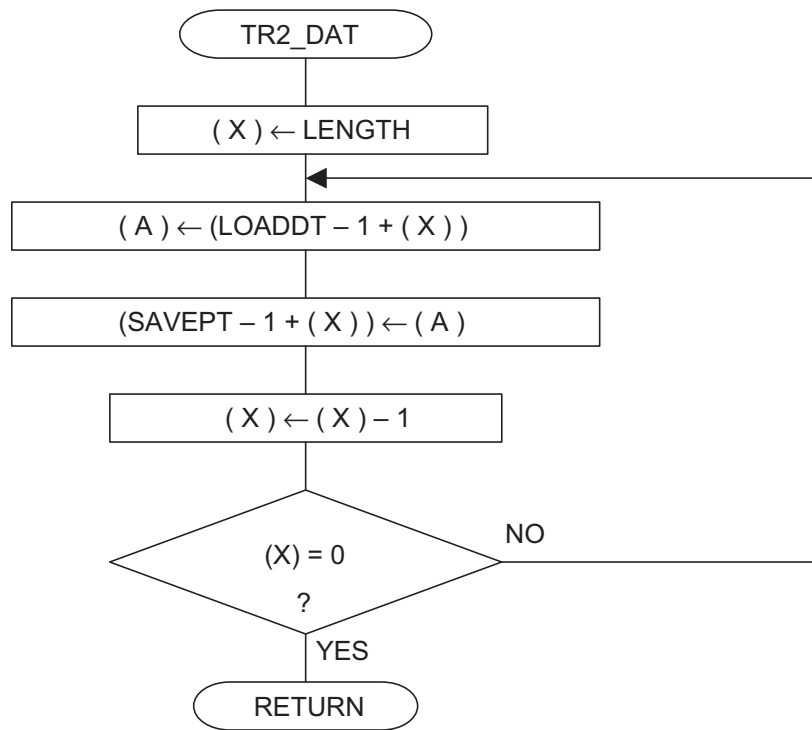 TR2_DAT
( X ) ← LENGTH
( A ) ← (LOADDT – 1 + ( X ) )
(SAVEPT – 1 + ( X ) ) ← ( A )
( X ) ← ( X ) – 1
(X) = 0
?
NO
YES
RETURN